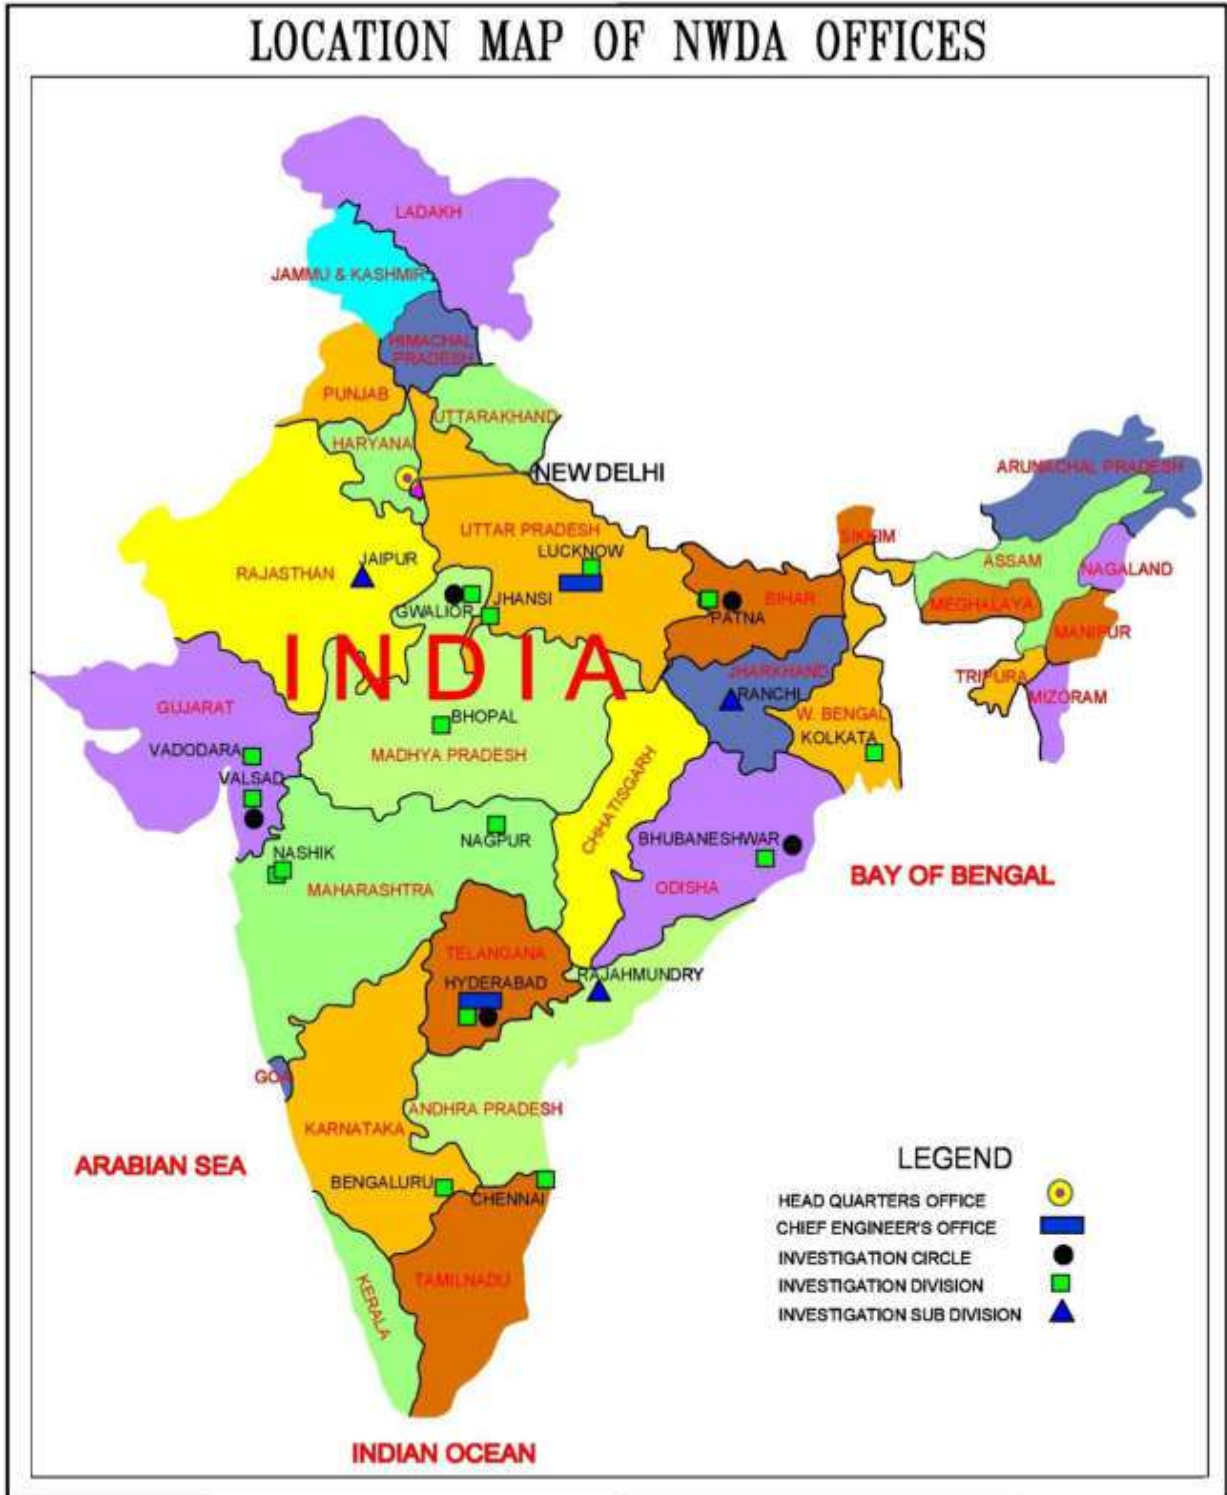 LOCATION MAP OF NWDA OFFICES
LADAKH
JAMMU & KASHMIR
HIMACHAL
PRADESH
PUNJAB
UTTARAKHAND
HARYANA
NEW DELHI
ARUNACHAL PRADESH
UTTAR PRADESH
SIKKIM
LUCKNOW
JAIPUR
RAJASTHAN
ASSAM
NAGALAND
GWALIOR
JHANSI
BIHAR
PATNA
MEGHALAYA
MANIPUR
INDIA
JHARKHAND
RANCHI
TRIPURA
MIZORAM
GUJARAT
W. BENGAL
KOLKATA
BHOPAL
MADHYA PRADESH
VADODARA
VALSAD
CHHATISGARH
NAGPUR
BHUBANESHWAR
NASHIK
MAHARASHTRA
ODISHA
BAY OF BENGAL
TELANGANA
HYDERABAD
RAJAHMUNDRY
GOA
ANDHRA PRADESH
KARNATAKA
ARABIAN SEA
BENGALURU
CHENNAI
KERALA
TAMILNADU
INDIAN OCEAN
LEGEND
HEAD QUARTERS OFFICE
CHIEF ENGINEER'S OFFICE
INVESTIGATION CIRCLE
INVESTIGATION DIVISION
INVESTIGATION SUB DIVISION